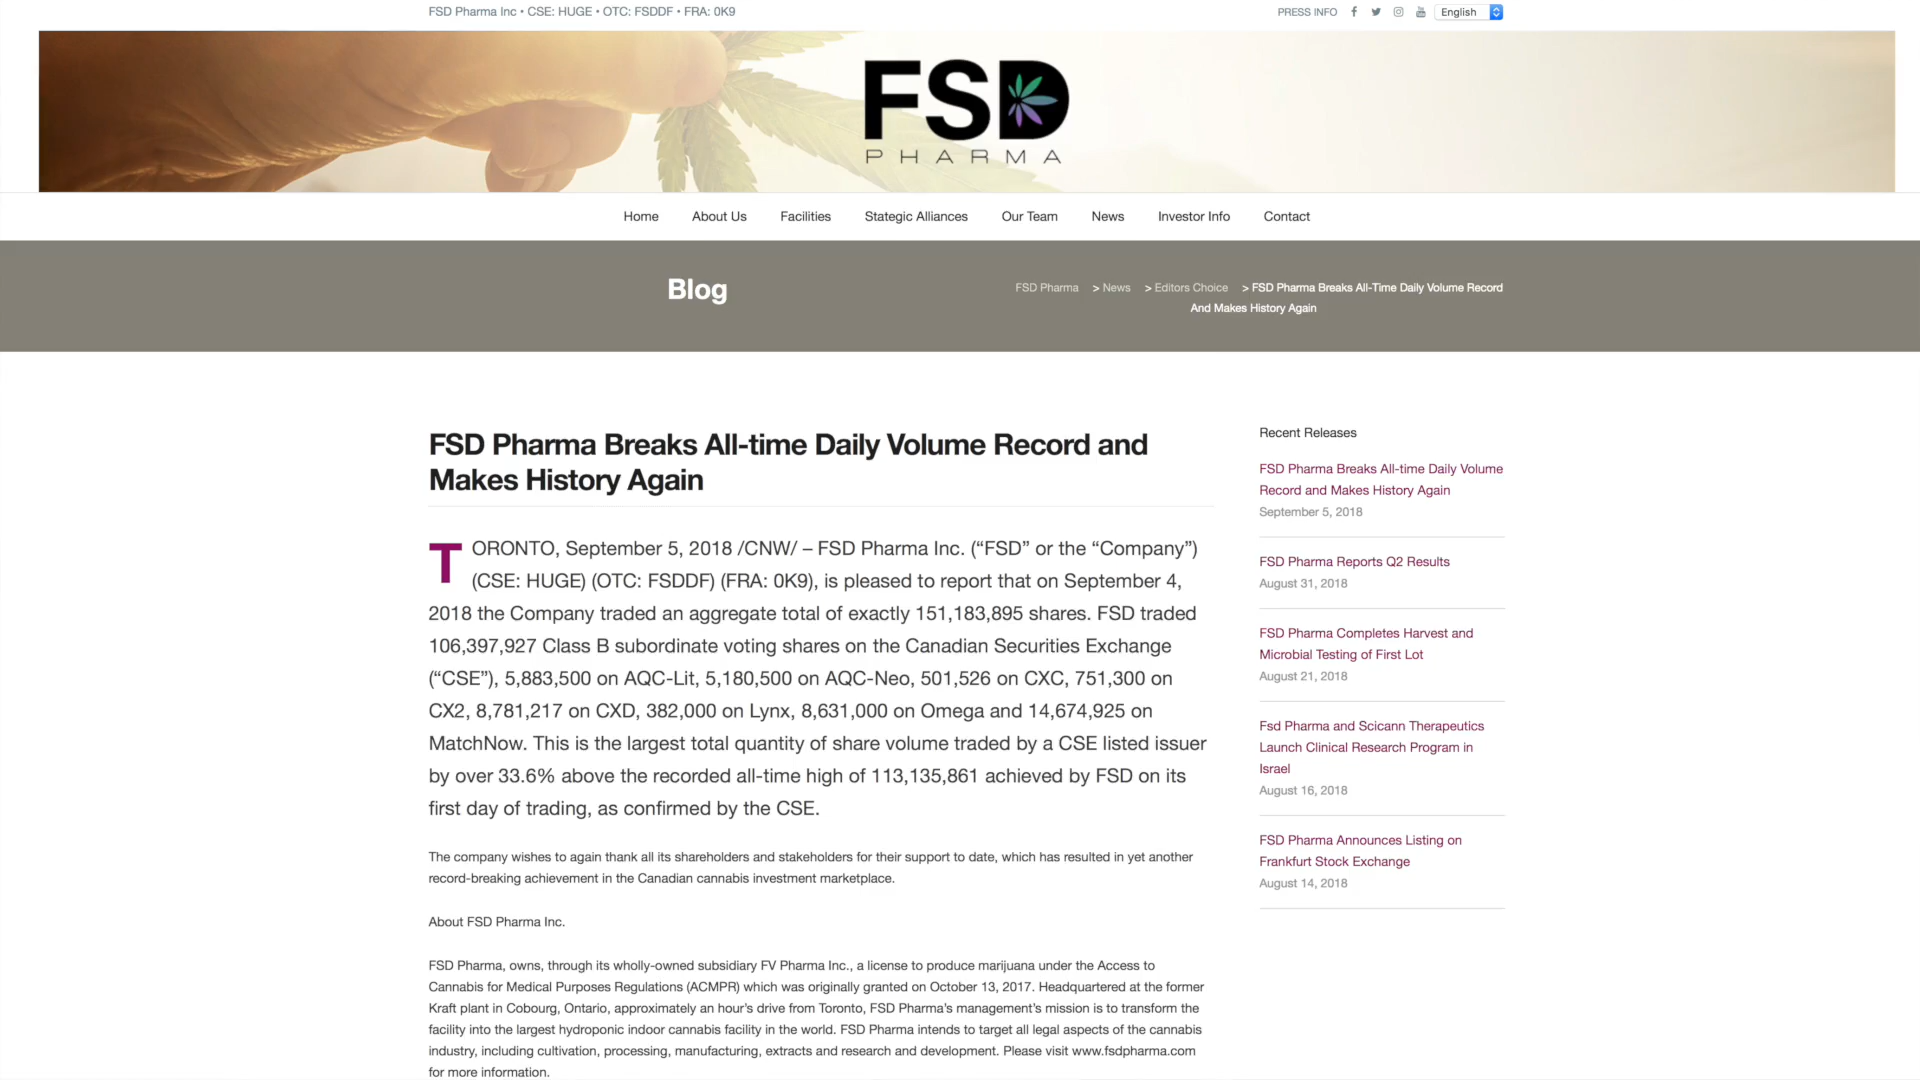 FSD Pharma Inc • CSE: HUGE • OTC: FSDDF • FRA: 0K9
PRESS INFO
English
FSD
PHARMA
Home
About Us
Facilities
Stategic Alliances
Our Team
News
Investor Info
Contact
Blog
FSD Pharma > News > Editors Choice > FSD Pharma Breaks All-Time Daily Volume Record
And Makes History Again
FSD Pharma Breaks All-time Daily Volume Record and
Makes History Again
TORONTO, September 5, 2018 /CNW/ – FSD Pharma Inc. (“FSD” or the “Company”)
(CSE: HUGE) (OTC: FSDDF) (FRA: 0K9), is pleased to report that on September 4,
2018 the Company traded an aggregate total of exactly 151,183,895 shares. FSD traded
106,397,927 Class B subordinate voting shares on the Canadian Securities Exchange
(“CSE”), 5,883,500 on AQC-Lit, 5,180,500 on AQC-Neo, 501,526 on CXC, 751,300 on
CX2, 8,781,217 on CXD, 382,000 on Lynx, 8,631,000 on Omega and 14,674,925 on
MatchNow. This is the largest total quantity of share volume traded by a CSE listed issuer
by over 33.6% above the recorded all-time high of 113,135,861 achieved by FSD on its
first day of trading, as confirmed by the CSE.
The company wishes to again thank all its shareholders and stakeholders for their support to date, which has resulted in yet another
record-breaking achievement in the Canadian cannabis investment marketplace.
About FSD Pharma Inc.
FSD Pharma, owns, through its wholly-owned subsidiary FV Pharma Inc., a license to produce marijuana under the Access to
Cannabis for Medical Purposes Regulations (ACMPR) which was originally granted on October 13, 2017. Headquartered at the former
Kraft plant in Cobourg, Ontario, approximately an hour’s drive from Toronto, FSD Pharma’s management’s mission is to transform the
facility into the largest hydroponic indoor cannabis facility in the world. FSD Pharma intends to target all legal aspects of the cannabis
industry, including cultivation, processing, manufacturing, extracts and research and development. Please visit www.fsdpharma.com
for more information.
Recent Releases
FSD Pharma Breaks All-time Daily Volume
Record and Makes History Again
September 5, 2018
FSD Pharma Reports Q2 Results
August 31, 2018
FSD Pharma Completes Harvest and
Microbial Testing of First Lot
August 21, 2018
Fsd Pharma and Scicann Therapeutics
Launch Clinical Research Program in
Israel
August 16, 2018
FSD Pharma Announces Listing on
Frankfurt Stock Exchange
August 14, 2018